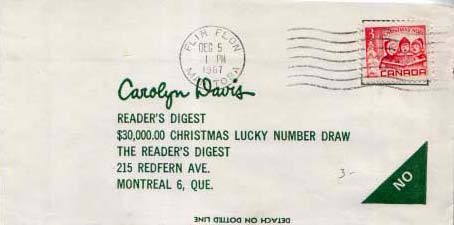 FLIN FLON
DEC 5
1 PM
1967
MANITOBA
CANADA
Carolyn Davis
READER'S DIGEST
$30,000.00 CHRISTMAS LUCKY NUMBER DRAW
THE READER'S DIGEST
215 REDFERN AVE.
MONTREAL 6, QUE.
3-
NO
DETACH ON DOTTED LINE